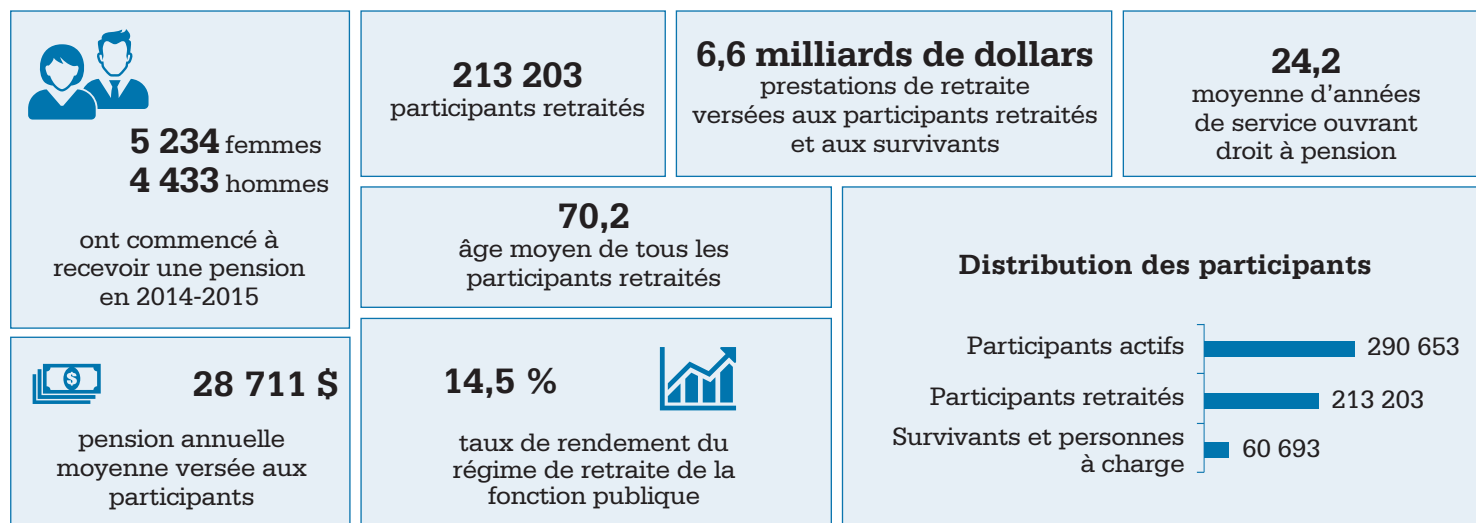 5 234 femmes
4 433 hommes
ont commencé à
recevoir une pension
en 2014-2015
213 203
participants retraités
6,6 milliards de dollars
prestations de retraite
versées aux participants retraités
et aux survivants
24,2
moyenne d'années
de service ouvrant
droit à pension
70,2
âge moyen de tous les
participants retraités
28 711 $
pension annuelle
moyenne versée aux
participants
14,5 %
taux de rendement du
régime de retraite de la
fonction publique
Distribution des participants
Participants actifs 290 653
Participants retraités 213 203
Survivants et personnes
à charge 60 693